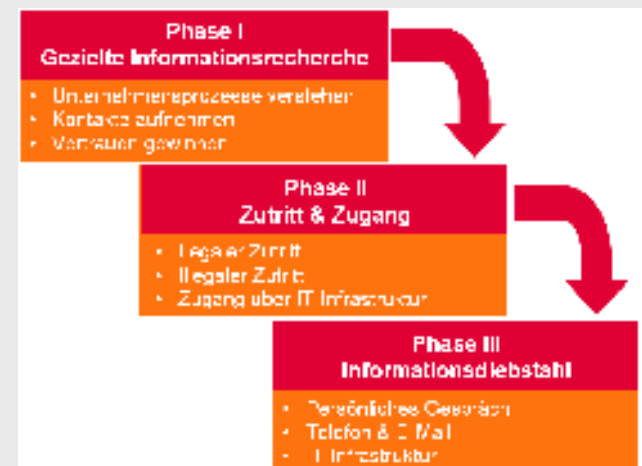 Phase I
Gezielte Informationsrecherche
• Unternehmensprozesse verstehen
• Kontakte aufnehmen
• Vertrauen gewinnen
Phase II
Zutritt & Zugang
• Legaler Zutritt
• Illegaler Zutritt
• Zugang über IT Infrastruktur
Phase III
Informationsdiebstahl
• Persönliches Gespräch
• Telefon & E-Mail
• IT Infrastruktur